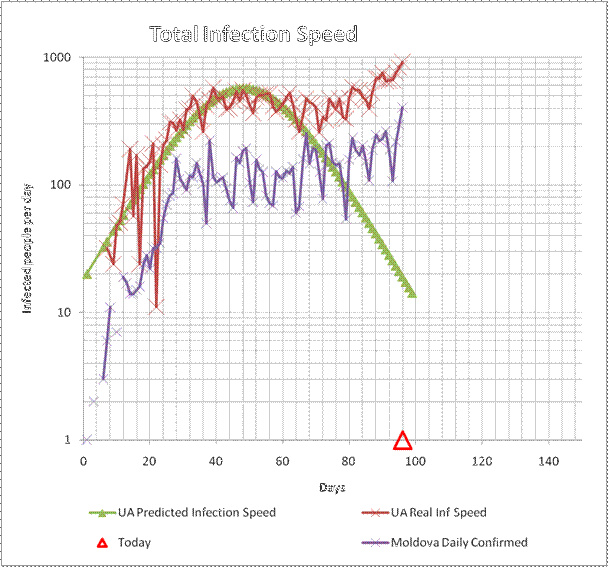 Total Infection Speed
1000
100
10
1
Infected people per day
0 20 40 60 80 100 120 140
Days
UA Predicted Infection Speed UA Real Inf Speed
Today Moldova Daily Confirmed